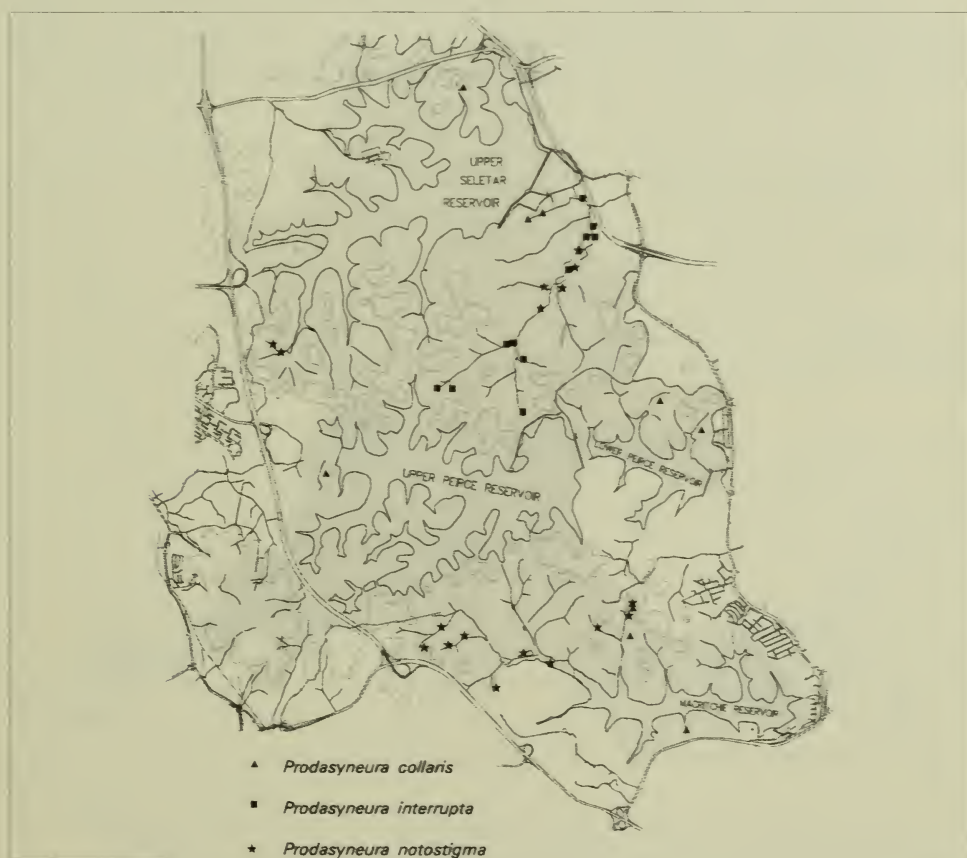 UPPER
SELETAR
RESERVOIR
LOWER PEIRCE RESERVOIR
UPPER PEIRCE RESERVOIR
MACRITCHIE RESERVOIR
Prodasyneura collaris
Prodasyneura interrupta
Prodasyneura notostigma